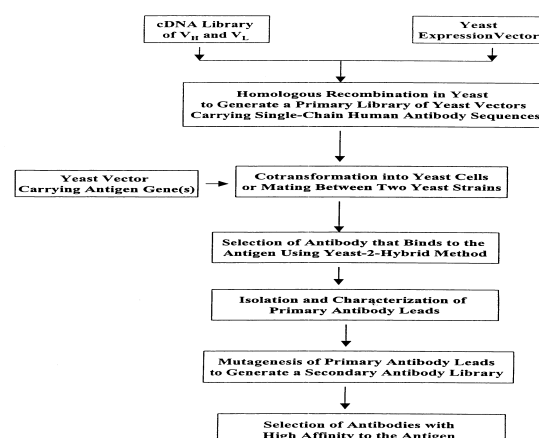 cDNA Library
of VH and VL
Yeast
Expression Vector
Homologous Recombination in Yeast
to Generate a Primary Library of Yeast Vectors
Carrying Single-Chain Human Antibody Sequences
Yeast Vector
Carrying Antigen Gene(s)
Cotransformation into Yeast Cells
or Mating Between Two Yeast Strains
Selection of Antibody that Binds to the
Antigen Using Yeast-2-Hybrid Method
Isolation and Characterization of
Primary Antibody Leads
Mutagenesis of Primary Antibody Leads
to Generate a Secondary Antibody Library
Selection of Antibodies with
High Affinity to the Antigen